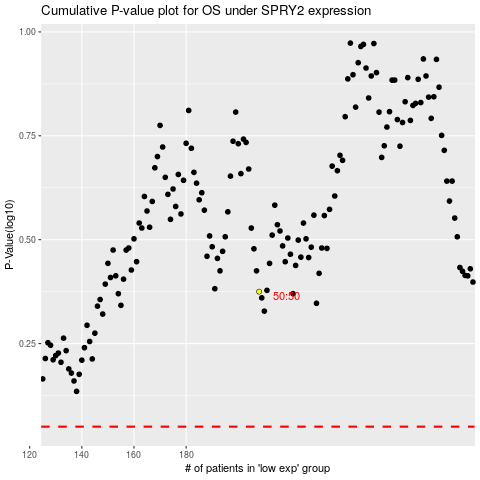 Cumulative P-value plot for OS under SPRY2 expression
P-Value(log10)
1.00
0.75
0.50
0.25
50:50
120 140 160 180
# of patients in 'low exp' group